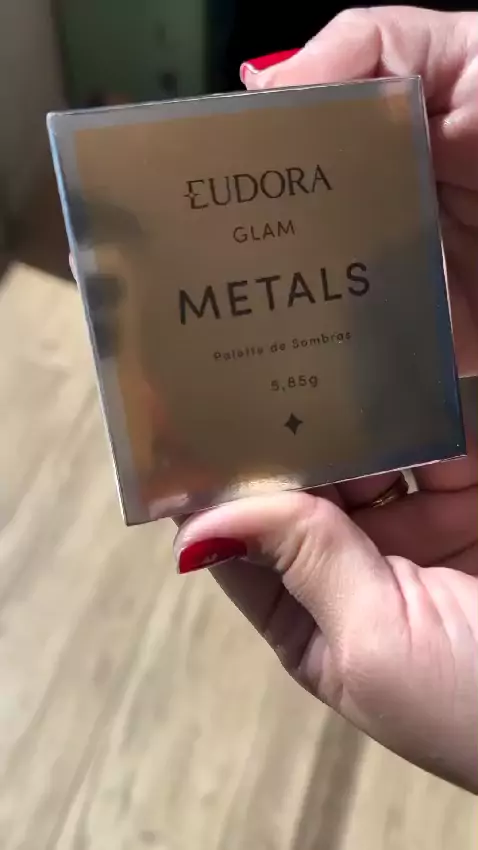 EUDORA
GLAM
METALS
Palette de Sombras
5,85g